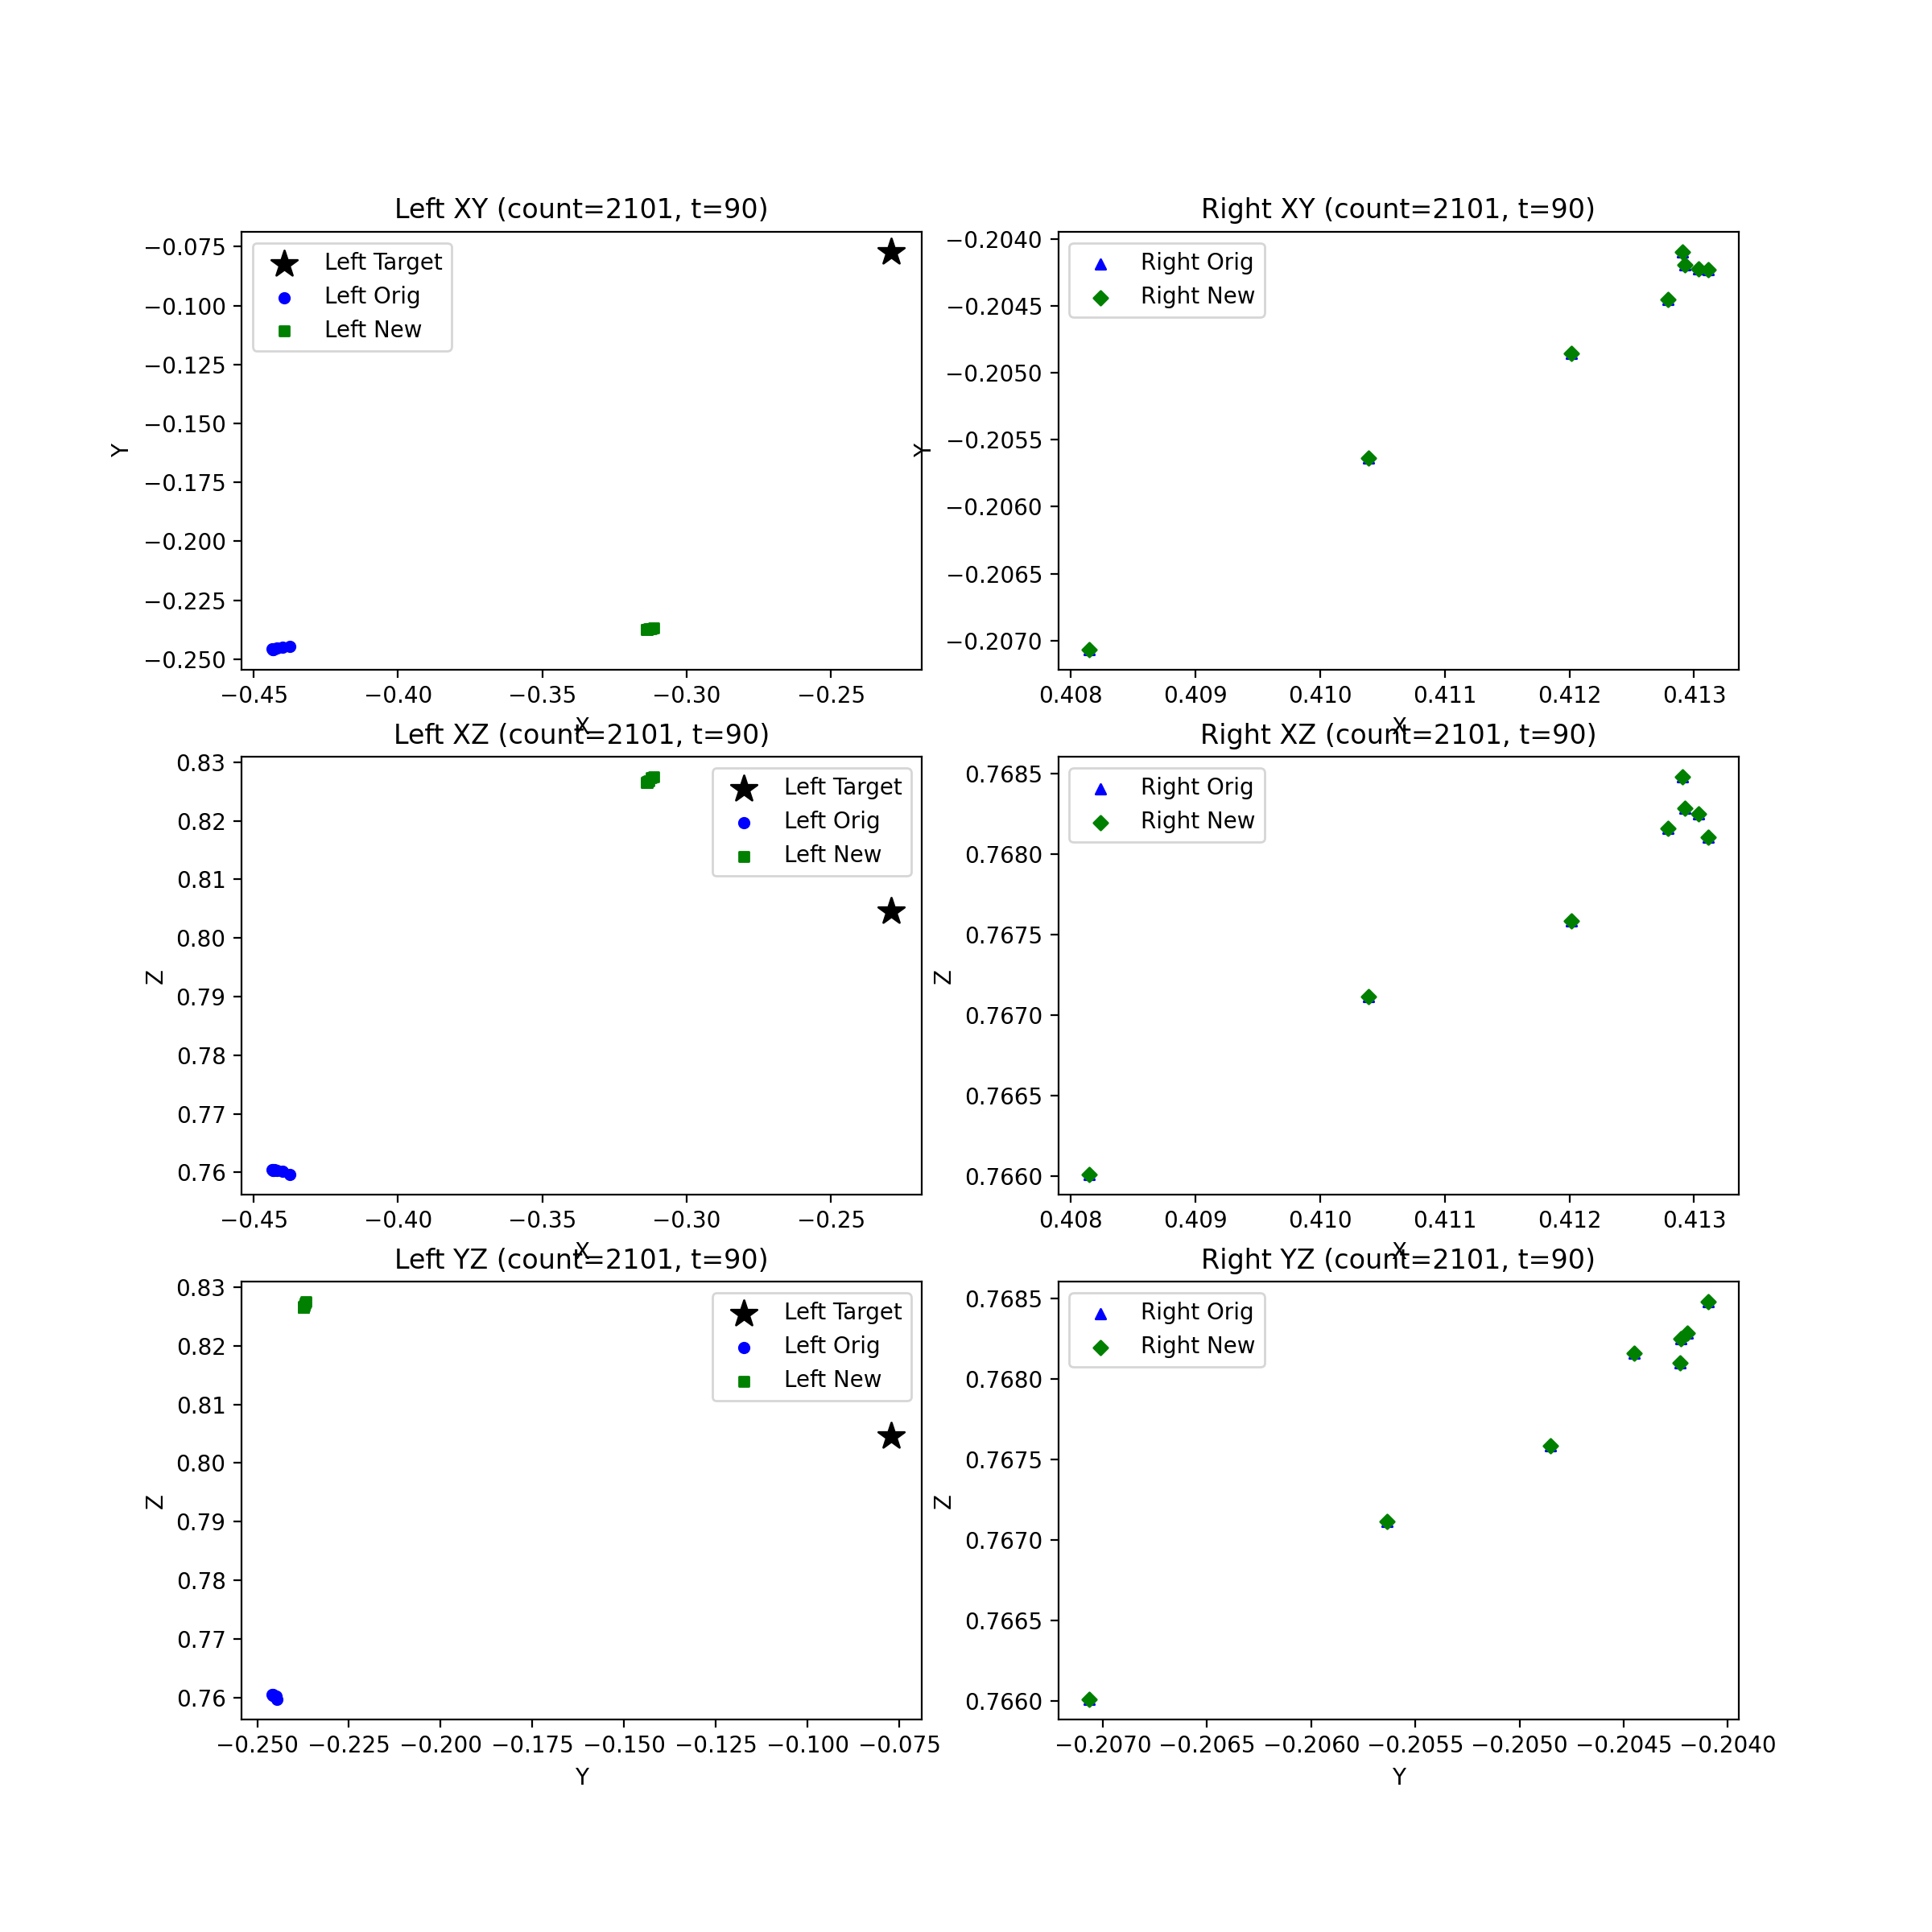 Left XY (count=2101, t=90)
Left Target
Left Orig
Left New
Y
−0.075
−0.100
−0.125
−0.150
−0.175
−0.200
−0.225
−0.250
−0.45 −0.40 −0.35 −0.30 −0.25
X
Right XY (count=2101, t=90)
Right Orig
Right New
Y
−0.2040
−0.2045
−0.2050
−0.2055
−0.2060
−0.2065
−0.2070
0.408 0.409 0.410 0.411 0.412 0.413
X
Left XZ (count=2101, t=90)
Left Target
Left Orig
Left New
Z
0.83
0.82
0.81
0.80
0.79
0.78
0.77
0.76
−0.45 −0.40 −0.35 −0.30 −0.25
X
Right XZ (count=2101, t=90)
Right Orig
Right New
Z
0.7685
0.7680
0.7675
0.7670
0.7665
0.7660
0.408 0.409 0.410 0.411 0.412 0.413
X
Left YZ (count=2101, t=90)
Left Target
Left Orig
Left New
Z
0.83
0.82
0.81
0.80
0.79
0.78
0.77
0.76
−0.250 −0.225 −0.200 −0.175 −0.150 −0.125 −0.100 −0.075
Y
Right YZ (count=2101, t=90)
Right Orig
Right New
Z
0.7685
0.7680
0.7675
0.7670
0.7665
0.7660
−0.2070 −0.2065 −0.2060 −0.2055 −0.2050 −0.2045 −0.2040
Y